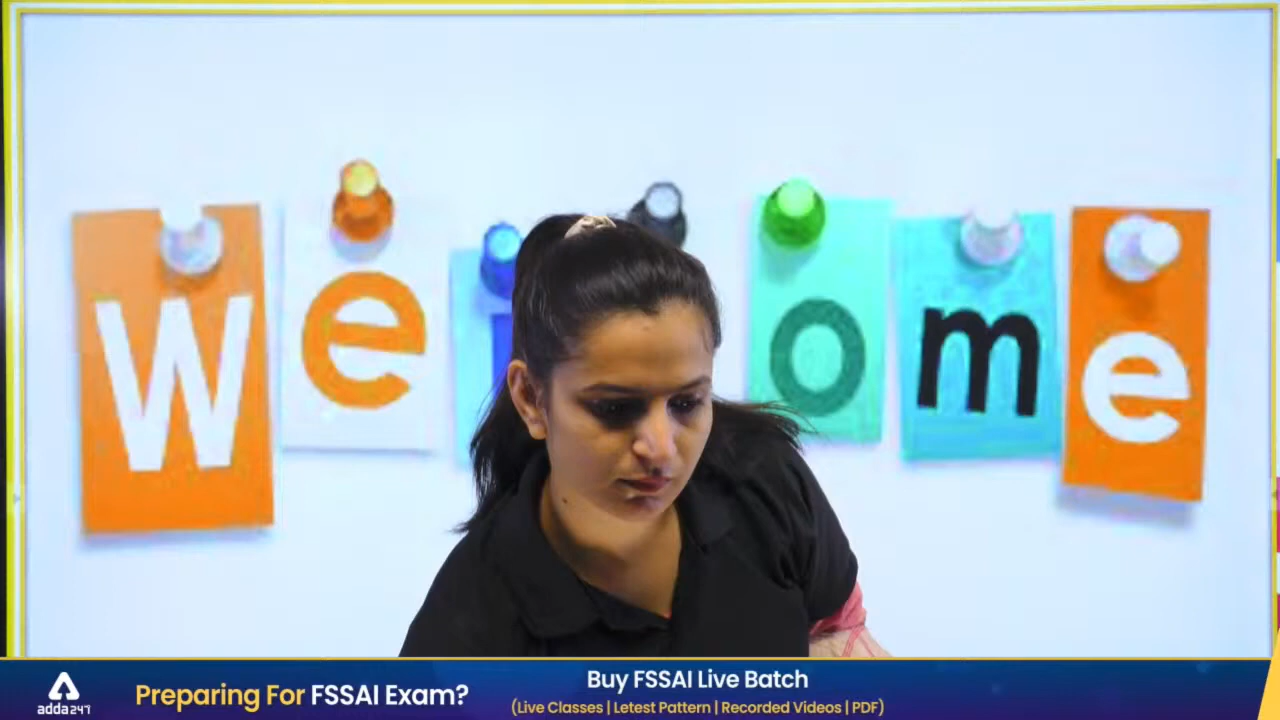 We ome
adda247
Preparing For FSSAI Exam?
Buy FSSAI Live Batch
(Live Classes | Letest Pattern | Recorded Videos | PDF)